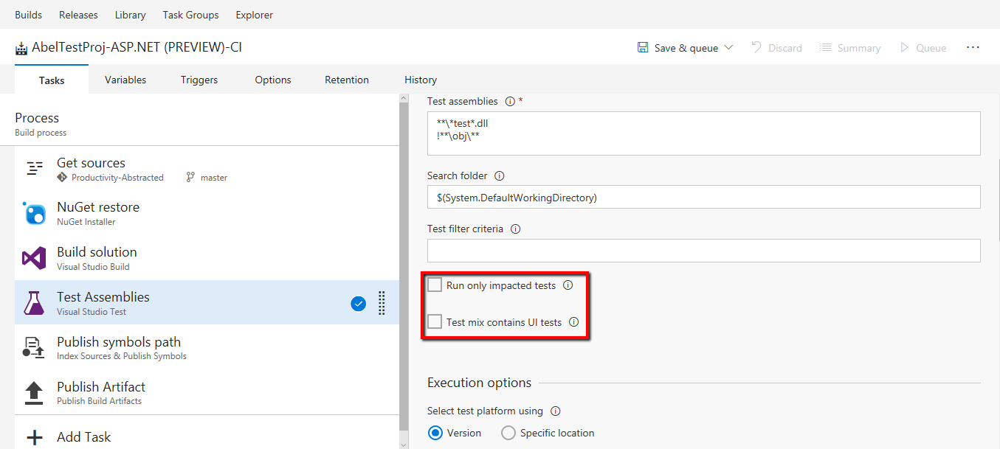 Builds Releases Library Task Groups Explorer
AbelTestProj-ASP.NET (PREVIEW)-CI
Save & queue Discard Summary Queue ...
Tasks Variables Triggers Options Retention History
Process
Build process
Get sources
Productivity-Abstracted master
NuGet restore
NuGet Installer
Build solution
Visual Studio Build
Test Assemblies
Visual Studio Test
Publish symbols path
Index Sources & Publish Symbols
Publish Artifact
Publish Build Artifacts
Add Task
Test assemblies *
**\*test*.dll
!**\obj\**
Search folder
$(System.DefaultWorkingDirectory)
Test filter criteria
Run only impacted tests
Test mix contains UI tests
Execution options
Select test platform using
Version Specific location